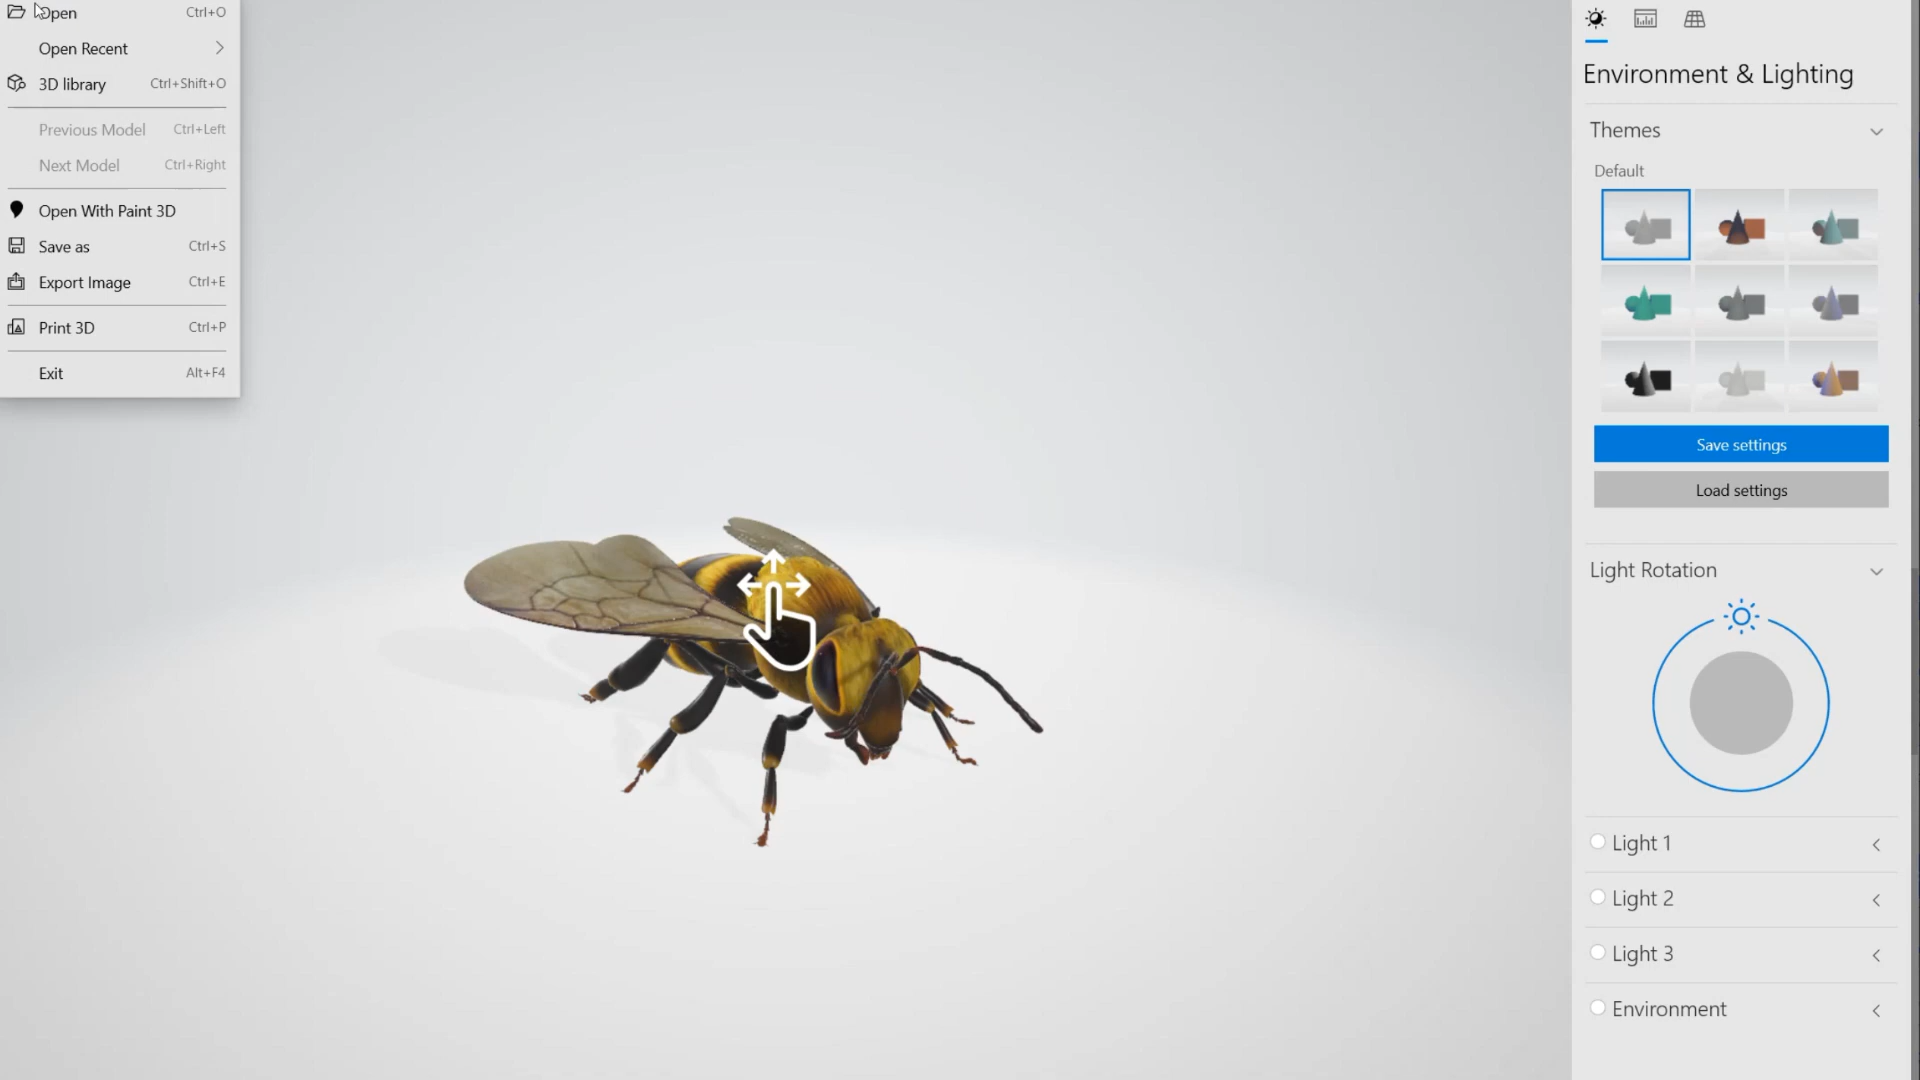 Open Ctrl+O
Open Recent
3D library Ctrl+Shift+O
Previous Model Ctrl+Left
Next Model Ctrl+Right
Open With Paint 3D
Save as Ctrl+S
Export Image Ctrl+E
Print 3D Ctrl+P
Exit Alt+F4
Environment & Lighting
Themes
Default
Save settings
Load settings
Light Rotation
Light 1
Light 2
Light 3
Environment